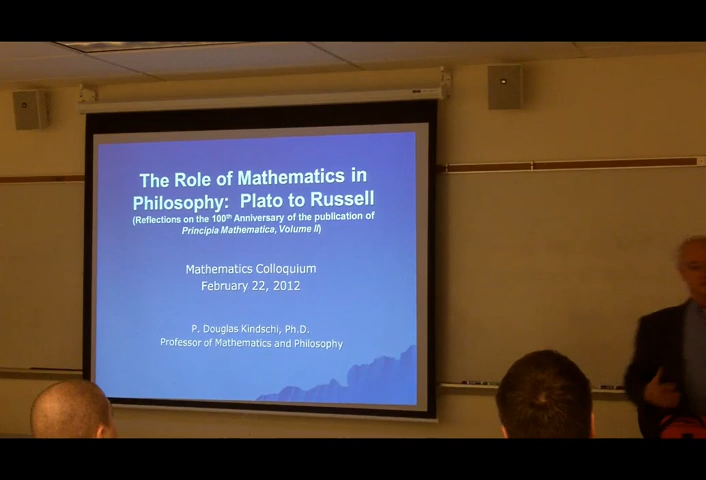 The Role of Mathematics in
Philosophy: Plato to Russell
(Reflections on the 100th Anniversary of the publication of
Principia Mathematica, Volume II)
Mathematics Colloquium
February 22, 2012
P. Douglas Kindschi, Ph.D.
Professor of Mathematics and Philosophy